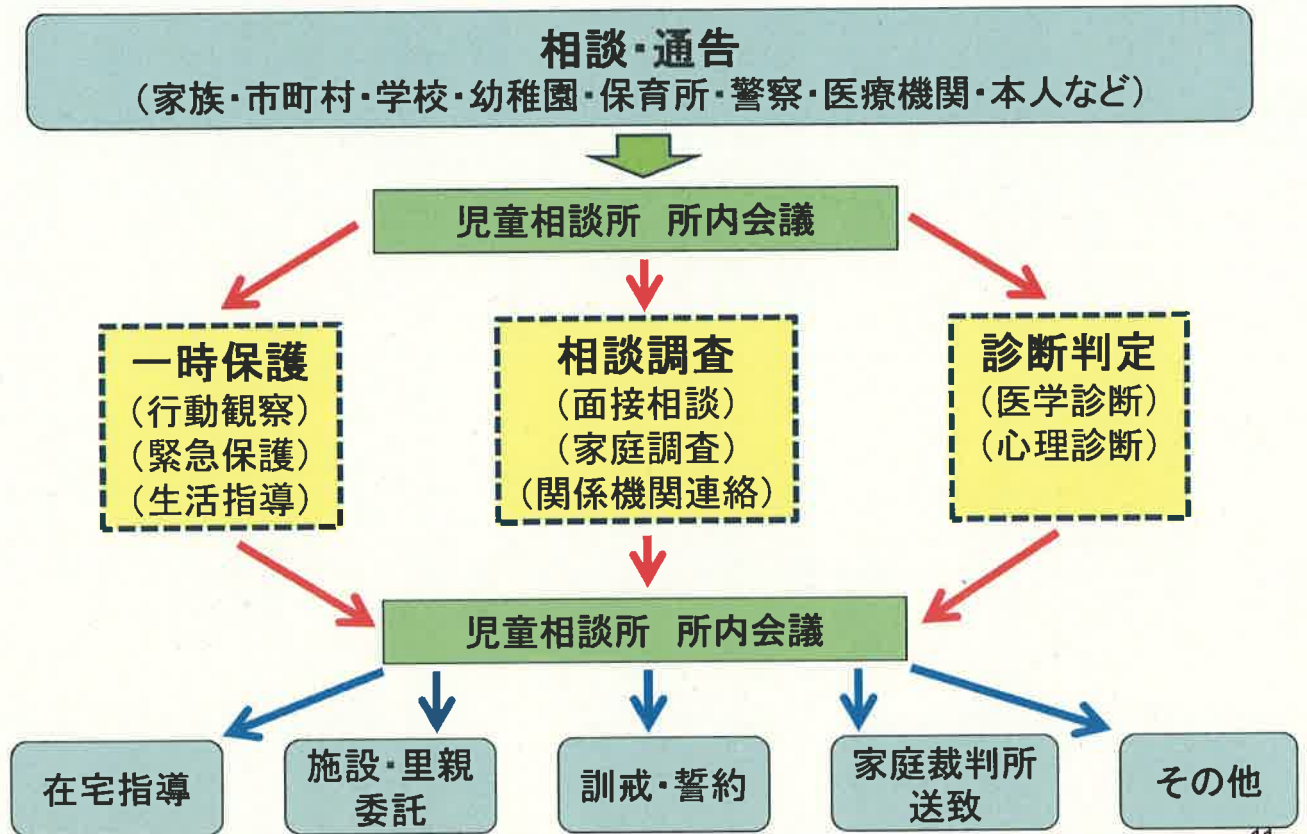 相談・通告
（家族・市町村・学校・幼稚園・保育所・警察・医療機関・本人など）
児童相談所　所内会議
一時保護
（行動観察）
（緊急保護）
（生活指導）
相談調査
（面接相談）
（家庭調査）
（関係機関連絡）
診断判定
（医学診断）
（心理診断）
児童相談所　所内会議
在宅指導
施設・里親
委託
訓戒・誓約
家庭裁判所
送致
その他